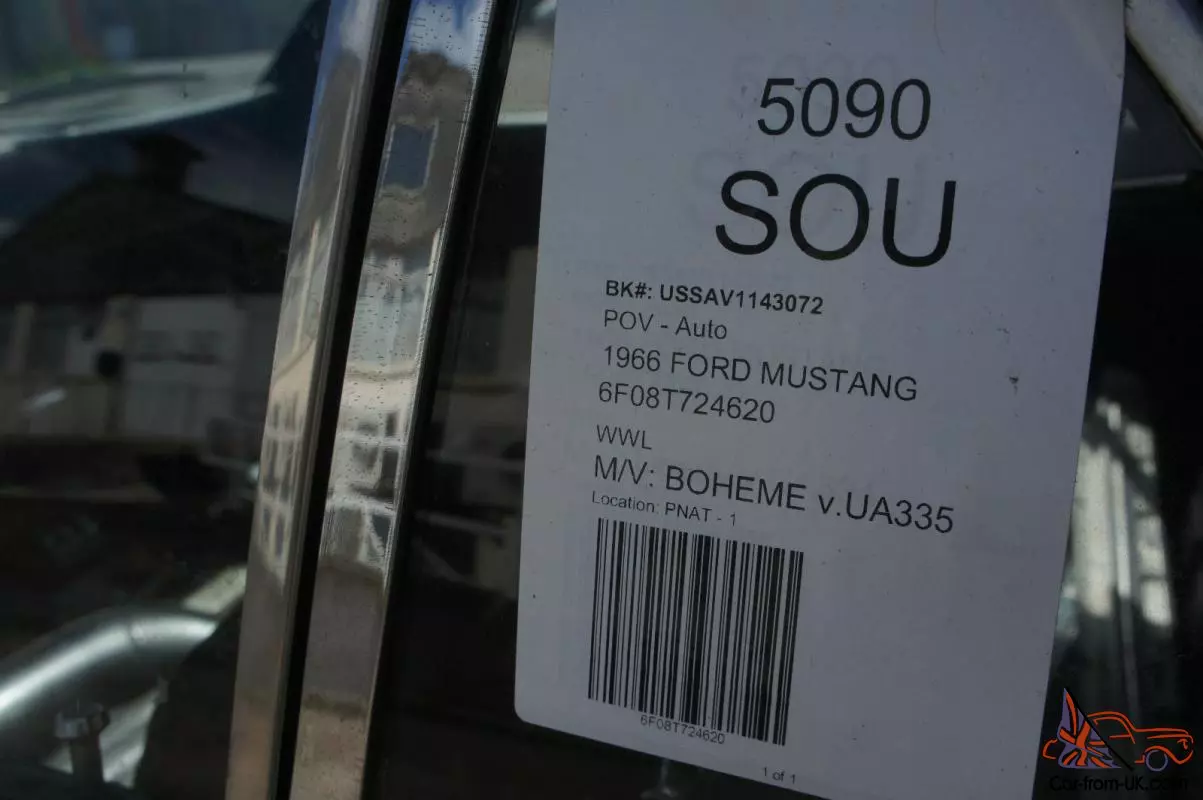 5090
SOU
BK#: USSAV1143072
POV - Auto
1966 FORD MUSTANG
6F08T724620
WWL
M/V: BOHEME v.UA335
Location: PNAT - 1
6F08T724620
1 of 1
Car-from-UK.com